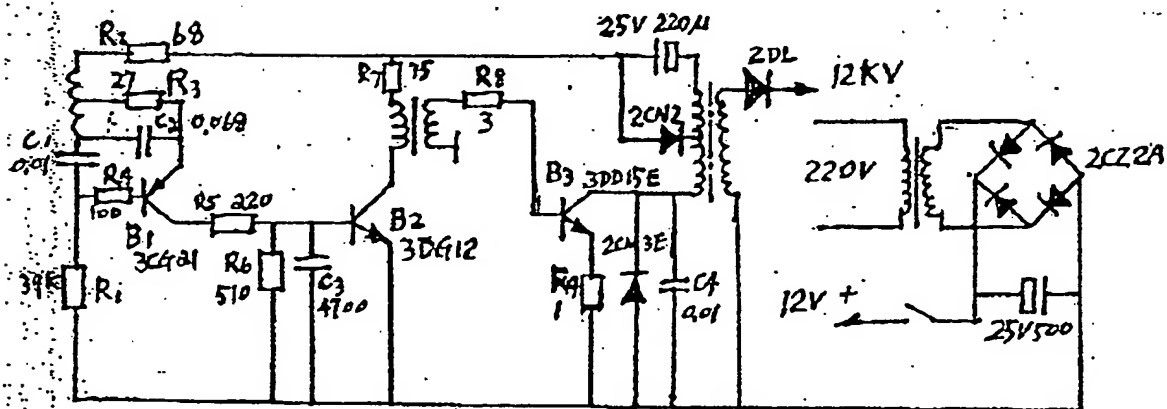 R2 68
25V 220μ
2DL
12KV
27 R3
R7 75
R8
3
C2 0.068
2CN2
C1
0.01
R4
100
R5 220
B1
3CG21
B2
3DG12
B3 3DD15E
220V
2CZ2A
39K R1
R6
510
C3
4700
1
2CN3E
C4
0.01
12V +
25V500